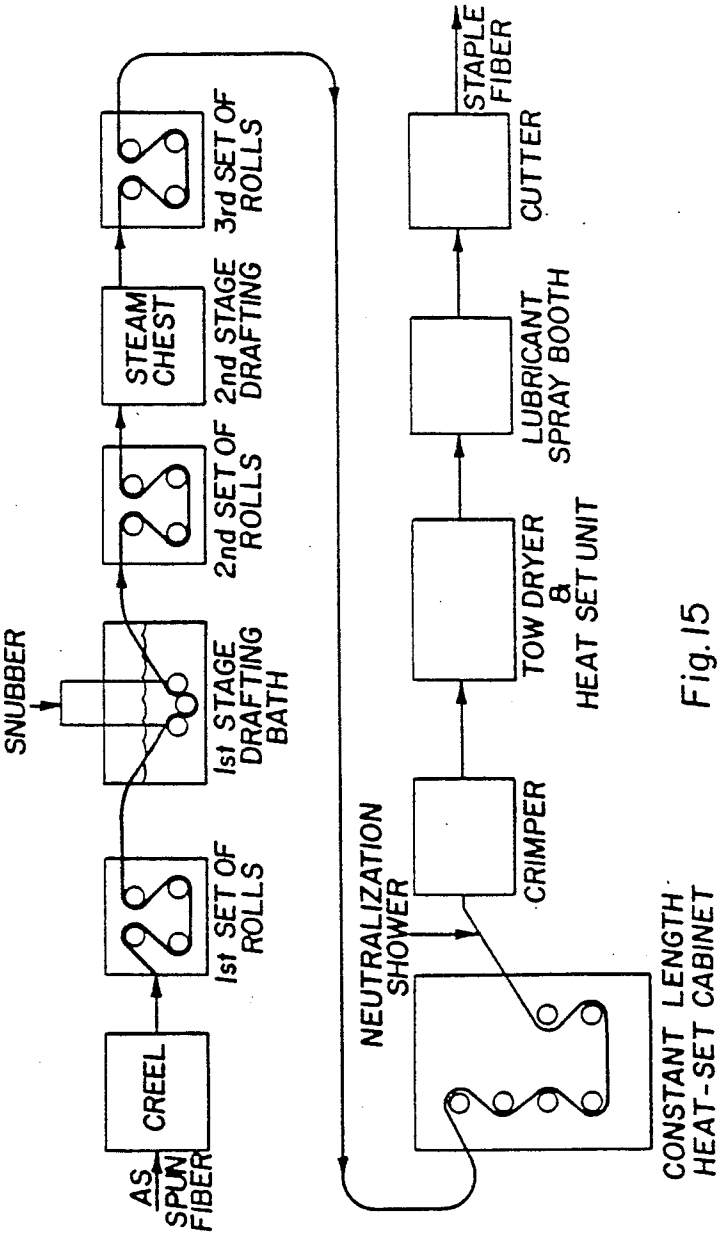 AS
SPUN
FIBER
CREEL
1st SET OF
ROLLS
SNUBBER
1st STAGE
DRAFTING
BATH
2nd SET OF
ROLLS
STEAM
CHEST
2nd STAGE
DRAFTING
3rd SET OF
ROLLS
CONSTANT LENGTH
HEAT-SET CABINET
NEUTRALIZATION
SHOWER
CRIMPER
TOW DRYER
&
HEAT SET UNIT
LUBRICANT
SPRAY BOOTH
CUTTER
STAPLE
FIBER
Fig.15